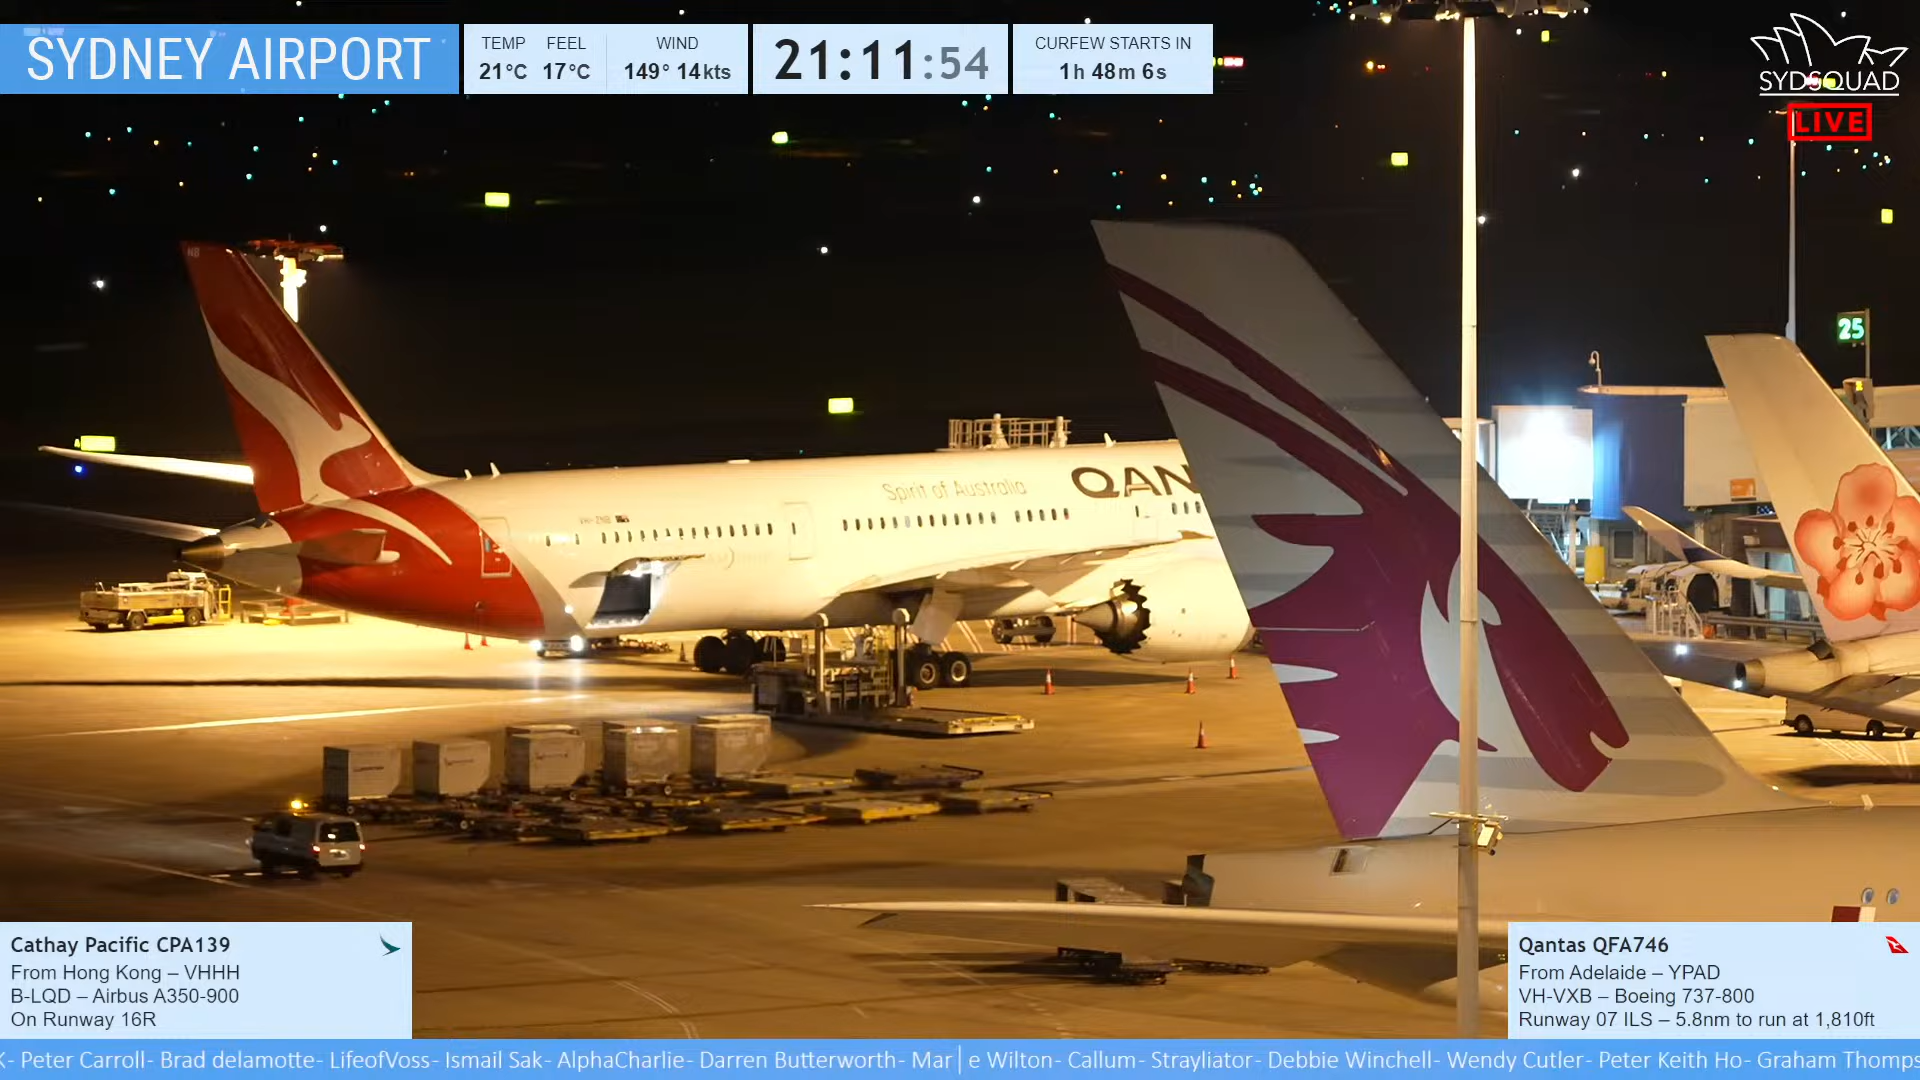 SYDNEY AIRPORT
TEMP FEEL WIND
21°C 17°C 149° 14kts
21:11:54
CURFEW STARTS IN
1h 48m 6s
SYDSQUAD
LIVE
NB
25
Spirit of Australia
QAN
VH-ZNB
Cathay Pacific CPA139
From Hong Kong – VHHH
B-LQD – Airbus A350-900
On Runway 16R
Qantas QFA746
From Adelaide – YPAD
VH-VXB – Boeing 737-800
Runway 07 ILS – 5.8nm to run at 1,810ft
K- Peter Carroll- Brad delamotte- LifeofVoss- Ismail Sak- AlphaCharlie- Darren Butterworth- Mar|e Wilton- Callum- Strayliator- Debbie Winchell- Wendy Cutler- Peter Keith Ho- Graham Thomps